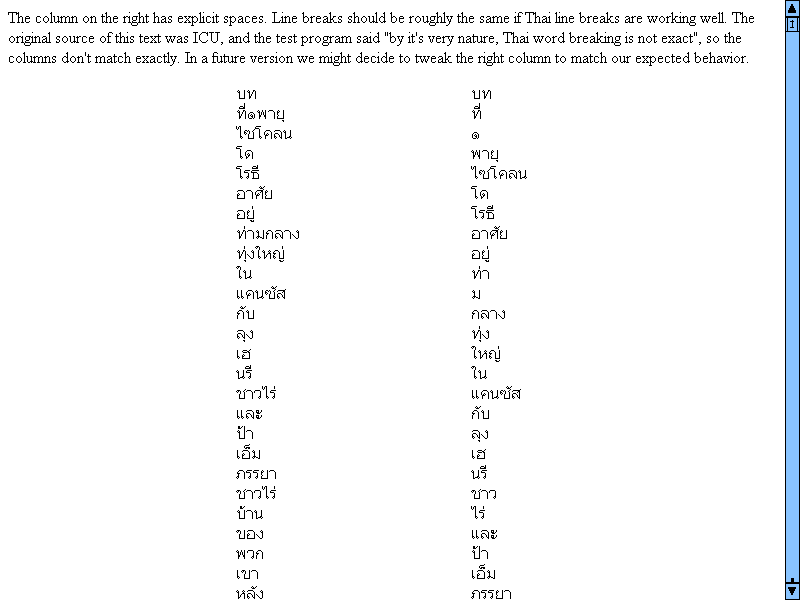 The column on the right has explicit spaces. Line breaks should be roughly the same if Thai line breaks are working well. The
original source of this text was ICU, and the test program said "by it's very nature, Thai word breaking is not exact", so the
columns don't match exactly. In a future version we might decide to tweak the right column to match our expected behavior.
บท
ที่๑พายุ
ไซโคลน
โด
โรธี
อาศัย
อยู่
ท่ามกลาง
ทุ่งใหญ่
ใน
แคนซัส
กับ
ลุง
เฮ
นรี
ชาวไร่
และ
ป้า
เอ็ม
ภรรยา
ชาวไร่
บ้าน
ของ
พวก
เขา
หลัง
บท
ที่
๑
พายุ
ไซโคลน
โด
โรธี
อาศัย
อยู่
ท่า
ม
กลาง
ทุ่ง
ใหญ่
ใน
แคนซัส
กับ
ลุง
เฮ
นรี
ชาว
ไร่
และ
ป้า
เอ็ม
ภรรยา